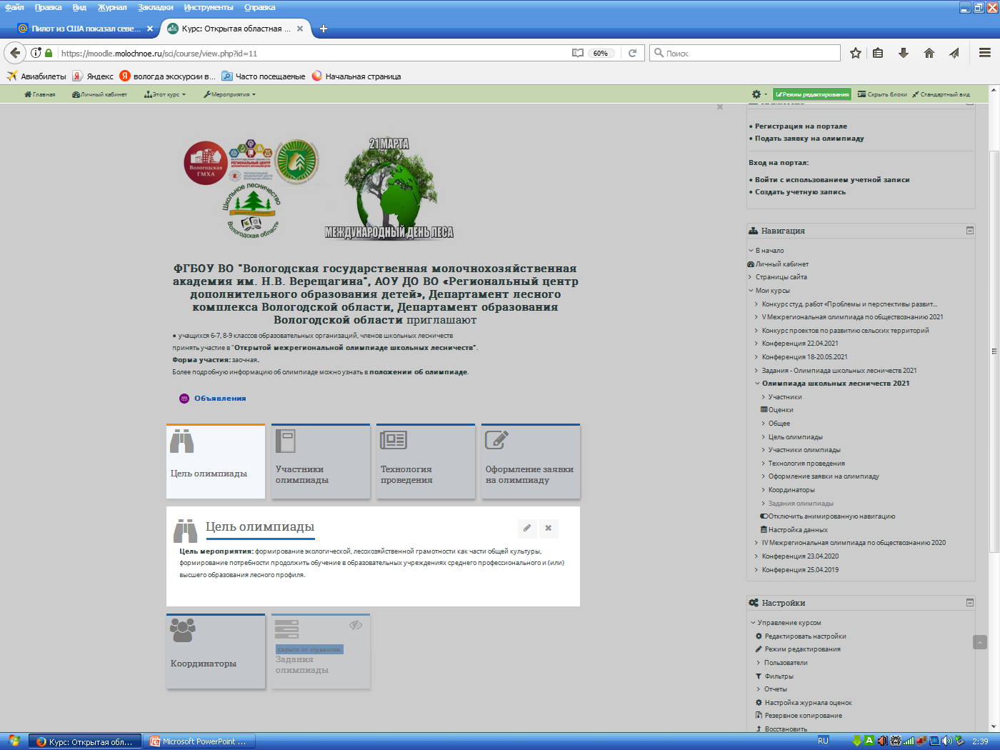 Файл Правка Вид Журнал Закладки Инструменты Справка
Пилот из США показал севе...
Курс: Открытая областная ...
https://moodle.molochnoe.ru/sci/course/view.php?id=11
60%
Поиск
Авиабилеты
Яндекс
вологда экскурсии в...
Часто посещаемые
Начальная страница
Главная
Личный кабинет
Этот курс
Мероприятия
Режим редактирования
Скрыть блоки
Стандартный вид
Вологодская
ГМХА
РЕГИОНАЛЬНЫЙ ЦЕНТР
Школьное лесничество
Вологодская область
21 МАРТА
МЕЖДУНАРОДНЫЙ ДЕНЬ ЛЕСА
ФГБОУ ВО "Вологодская государственная молочнохозяйственная
академия им. Н.В. Верещагина", АОУ ДО ВО «Региональный центр
дополнительного образования детей», Департамент лесного
комплекса Вологодской области, Департамент образования
Вологодской области приглашают
● учащихся 6-7, 8-9 классов образовательных организаций, членов школьных лесничеств
принять участие в "Открытой межрегиональной олимпиаде школьных лесничеств".
Форма участия: заочная.
Более подробную информацию об олимпиаде можно узнать в положении об олимпиаде.
Объявления
Цель олимпиады
Участники
олимпиады
Технология
проведения
Оформление заявки
на олимпиаду
Цель олимпиады
Цель мероприятия: формирование экологической, лесохозяйственной грамотности как части общей культуры,
формирование потребности продолжить обучение в образовательных учреждениях среднего профессионального и (или)
высшего образования лесного профиля.
Координаторы
Скрыто от студентов
Задания
олимпиады
● Регистрация на портале
● Подать заявку на олимпиаду
Вход на портал:
● Войти с использованием учетной записи
● Создать учетную запись
Навигация
В начало
Личный кабинет
Страницы сайта
Мои курсы
Конкурс студ. работ «Проблемы и перспективы развит...
V Межрегиональная олимпиада по обществознанию 2021
Конкурс проектов по развитию сельских территорий
Конференция 22.04.2021
Конференция 18-20.05.2021
Задания - Олимпиада школьных лесничеств 2021
Олимпиада школьных лесничеств 2021
Участники
Оценки
Общее
Цель олимпиады
Участники олимпиады
Технология проведения
Оформление заявки на олимпиаду
Координаторы
Задания олимпиады
Отключить анимированную навигацию
Настройка данных
IV Межрегиональная олимпиада по обществознанию 2020
Конференция 23.04.2020
Конференция 25.04.2019
Настройки
Управление курсом
Редактировать настройки
Режим редактирования
Пользователи
Фильтры
Отчеты
Настройка журнала оценок
Резервное копирование
Восстановить
Курс: Открытая обл...
Microsoft PowerPoint ...
RU
2:39